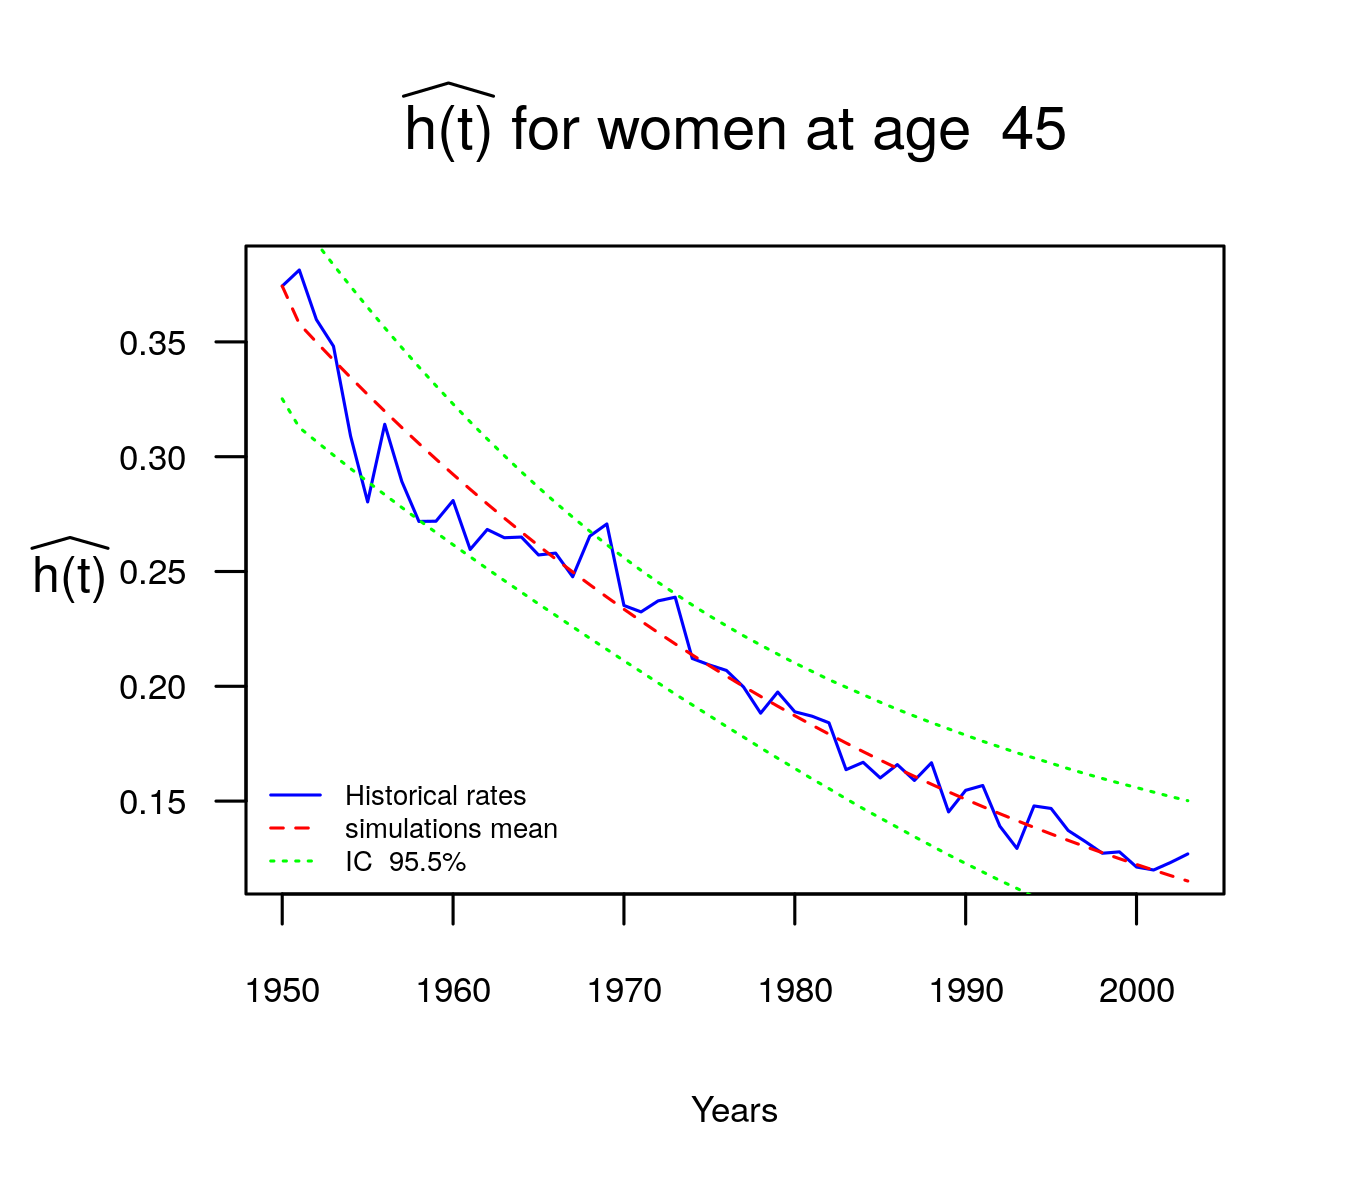 h(t) for women at age 45
h(t)
0.35
0.30
0.25
0.20
0.15
Historical rates
simulations mean
IC 95.5%
1950 1960 1970 1980 1990 2000
Years